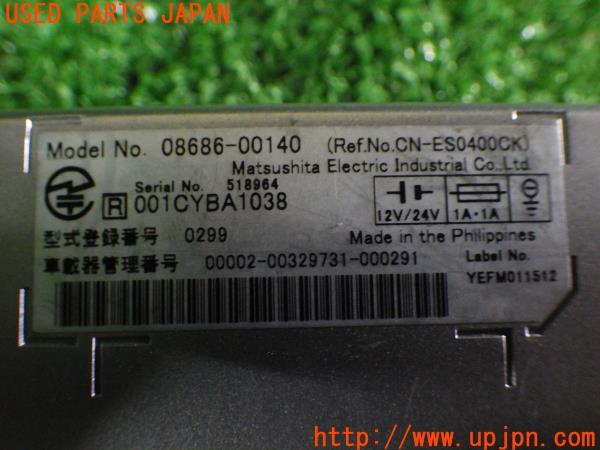 USED PARTS JAPAN
Model No. 08686-00140 (Ref.No.CN-ES0400CK)
Matsushita Electric Industrial Co.,Ltd.
Serial No. 518964
R 001CYBA1038
12V/24V 1A・1A
型式登録番号 0299 Made in the Philippines
車載器管理番号 00002-00329731-000291 Label No.
YEFM011512
UPJ
http://www.upjpn.com/